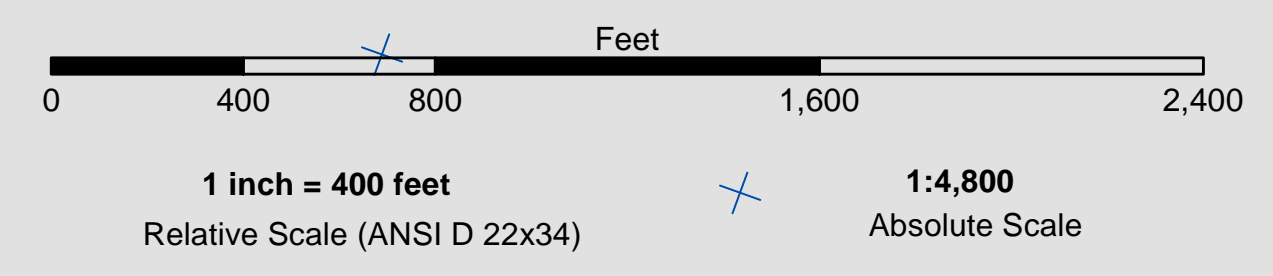 Feet
0 400 800 1,600 2,400
1 inch = 400 feet
Relative Scale (ANSI D 22x34)
1:4,800
Absolute Scale